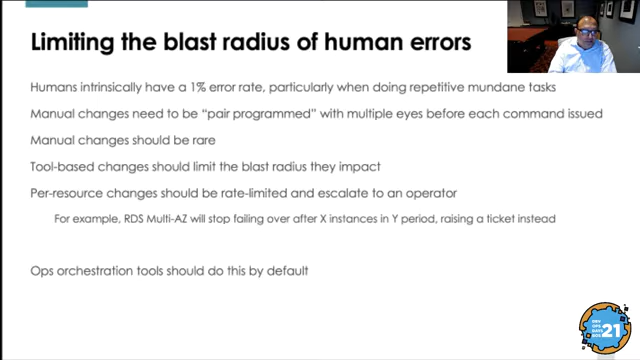 Limiting the blast radius of human errors
Humans intrinsically have a 1% error rate, particularly when doing repetitive mundane tasks
Manual changes need to be “pair programmed” with multiple eyes before each command issued
Manual changes should be rare
Tool-based changes should limit the blast radius they impact
Per-resource changes should be rate-limited and escalate to an operator
For example, RDS Multi-AZ will stop failing over after X instances in Y period, raising a ticket instead
Ops orchestration tools should do this by default
DEV
OPS
DAYS
BOS
21